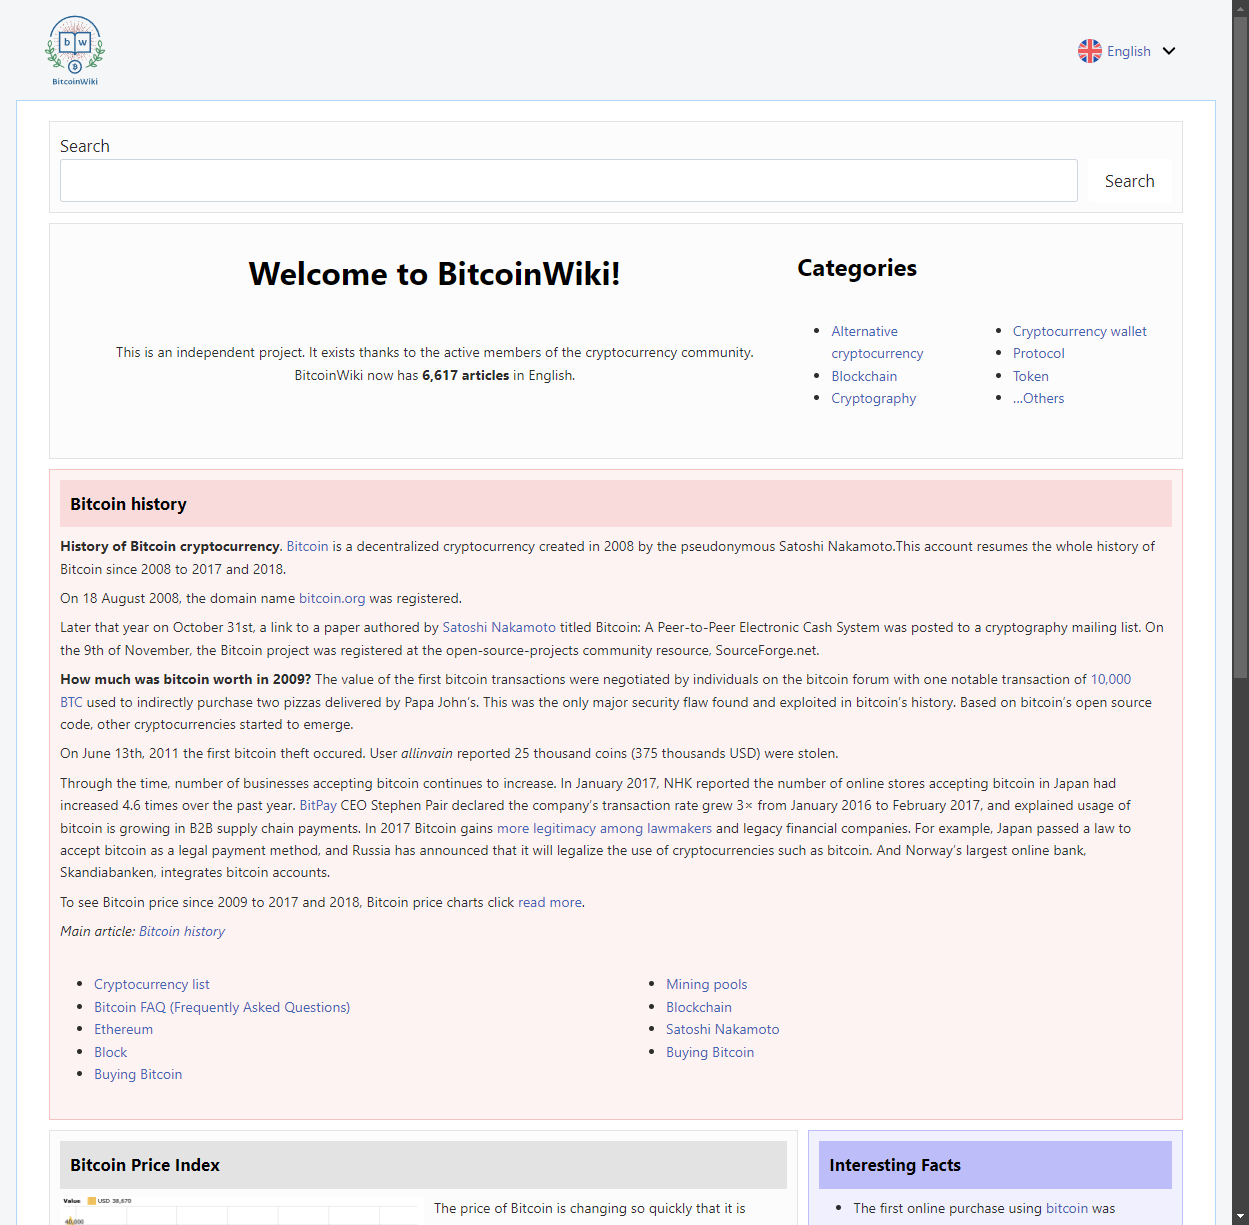 b w
BitcoinWiki
English
Search
Search
Welcome to BitcoinWiki!
This is an independent project. It exists thanks to the active members of the cryptocurrency community.
BitcoinWiki now has 6,617 articles in English.
Categories
Alternative
cryptocurrency
Blockchain
Cryptography
Cryptocurrency wallet
Protocol
Token
...Others
Bitcoin history
History of Bitcoin cryptocurrency. Bitcoin is a decentralized cryptocurrency created in 2008 by the pseudonymous Satoshi Nakamoto.This account resumes the whole history of
Bitcoin since 2008 to 2017 and 2018.
On 18 August 2008, the domain name bitcoin.org was registered.
Later that year on October 31st, a link to a paper authored by Satoshi Nakamoto titled Bitcoin: A Peer-to-Peer Electronic Cash System was posted to a cryptography mailing list. On
the 9th of November, the Bitcoin project was registered at the open-source-projects community resource, SourceForge.net.
How much was bitcoin worth in 2009? The value of the first bitcoin transactions were negotiated by individuals on the bitcoin forum with one notable transaction of 10,000
BTC used to indirectly purchase two pizzas delivered by Papa John’s. This was the only major security flaw found and exploited in bitcoin’s history. Based on bitcoin’s open source
code, other cryptocurrencies started to emerge.
On June 13th, 2011 the first bitcoin theft occured. User allinvain reported 25 thousand coins (375 thousands USD) were stolen.
Through the time, number of businesses accepting bitcoin continues to increase. In January 2017, NHK reported the number of online stores accepting bitcoin in Japan had
increased 4.6 times over the past year. BitPay CEO Stephen Pair declared the company’s transaction rate grew 3× from January 2016 to February 2017, and explained usage of
bitcoin is growing in B2B supply chain payments. In 2017 Bitcoin gains more legitimacy among lawmakers and legacy financial companies. For example, Japan passed a law to
accept bitcoin as a legal payment method, and Russia has announced that it will legalize the use of cryptocurrencies such as bitcoin. And Norway’s largest online bank,
Skandiabanken, integrates bitcoin accounts.
To see Bitcoin price since 2009 to 2017 and 2018, Bitcoin price charts click read more.
Main article: Bitcoin history
Cryptocurrency list
Bitcoin FAQ (Frequently Asked Questions)
Ethereum
Block
Buying Bitcoin
Mining pools
Blockchain
Satoshi Nakamoto
Buying Bitcoin
Bitcoin Price Index
Value USD 38,670
40,000
The price of Bitcoin is changing so quickly that it is
Interesting Facts
The first online purchase using bitcoin was